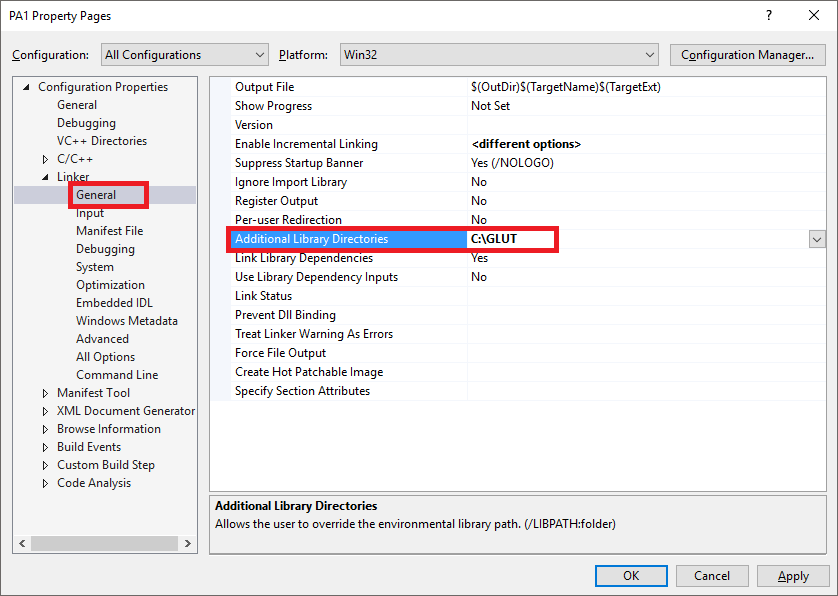 PA1 Property Pages
?
Configuration: All Configurations Platform: Win32 Configuration Manager...
Configuration Properties
General
Debugging
VC++ Directories
C/C++
Linker
General
Input
Manifest File
Debugging
System
Optimization
Embedded IDL
Windows Metadata
Advanced
All Options
Command Line
Manifest Tool
XML Document Generator
Browse Information
Build Events
Custom Build Step
Code Analysis
Output File $(OutDir)$(TargetName)$(TargetExt)
Show Progress Not Set
Version
Enable Incremental Linking <different options>
Suppress Startup Banner Yes (/NOLOGO)
Ignore Import Library No
Register Output No
Per-user Redirection No
Additional Library Directories C:\GLUT
Link Library Dependencies Yes
Use Library Dependency Inputs No
Link Status
Prevent Dll Binding
Treat Linker Warning As Errors
Force File Output
Create Hot Patchable Image
Specify Section Attributes
Additional Library Directories
Allows the user to override the environmental library path. (/LIBPATH:folder)
OK Cancel Apply